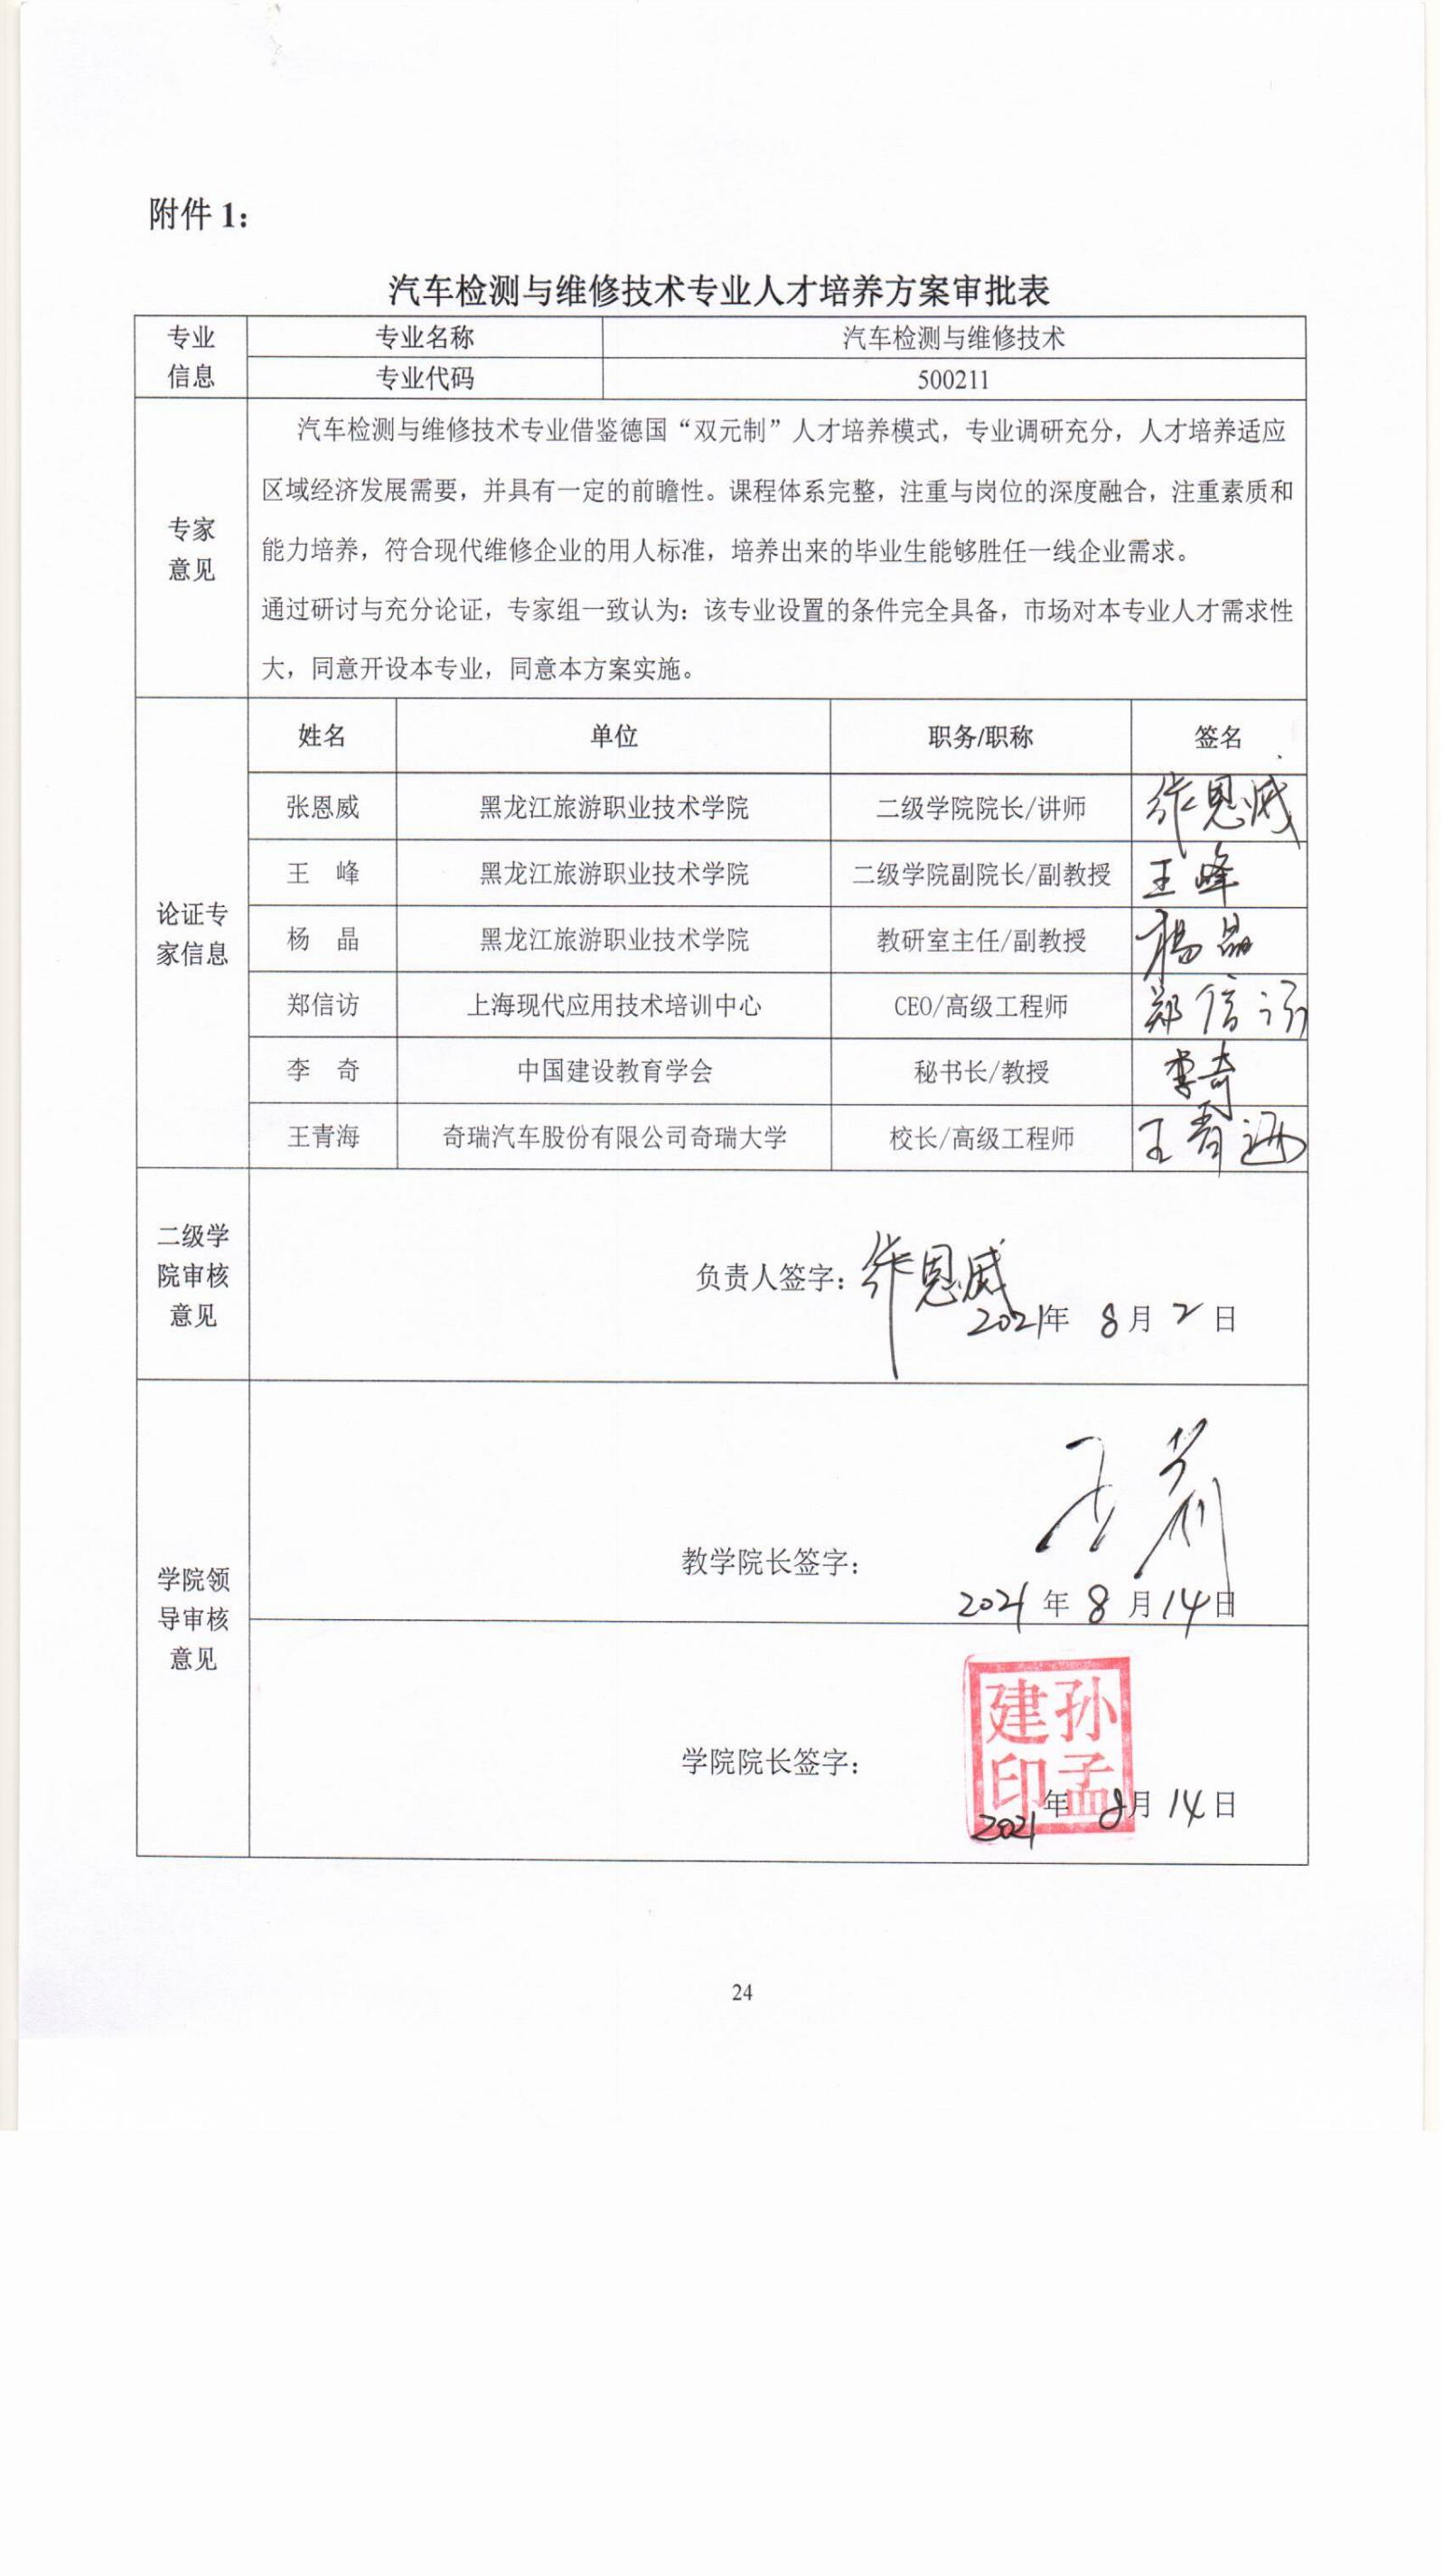 附件 1：
汽车检测与维修技术专业人才培养方案审批表
专业
信息
专业名称
汽车检测与维修技术
专业代码
500211
专家
意见
汽车检测与维修技术专业借鉴德国“双元制”人才培养模式，专业调研充分，人才培养适应
区域经济发展需要，并具有一定的前瞻性。课程体系完整，注重与岗位的深度融合，注重素质和
能力培养，符合现代维修企业的用人标准，培养出来的毕业生能够胜任一线企业需求。
通过研讨与充分论证，专家组一致认为：该专业设置的条件完全具备，市场对本专业人才需求性
大，同意开设本专业，同意本方案实施。
论证专
家信息
姓名 单位 职务/职称 签名
张恩威 黑龙江旅游职业技术学院 二级学院院长/讲师 张恩威
王 峰 黑龙江旅游职业技术学院 二级学院副院长/副教授 王峰
杨 晶 黑龙江旅游职业技术学院 教研室主任/副教授 杨晶
郑信访 上海现代应用技术培训中心 CEO/高级工程师 郑信访
李 奇 中国建设教育学会 秘书长/教授 李奇
王青海 奇瑞汽车股份有限公司奇瑞大学 校长/高级工程师 王青海
二级学
院审核
意见
负责人签字：张恩威
2021年 8月 2日
学院领
导审核
意见
教学院长签字：
2021年 8月 14日
学院院长签字：
孙孟
建印
2021年 8月 14日
24